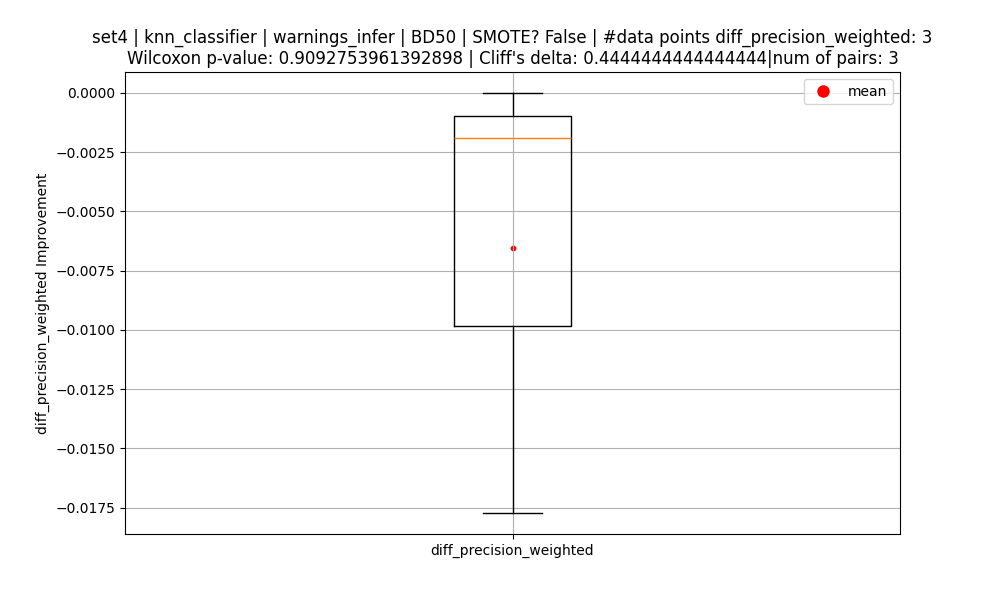 set4 | knn_classifier | warnings_infer | BD50 | SMOTE? False | #data points diff_precision_weighted: 3
Wilcoxon p-value: 0.9092753961392898 | Cliff's delta: 0.4444444444444444|num of pairs: 3
mean
0.0000
−0.0025
−0.0050
−0.0075
−0.0100
−0.0125
−0.0150
−0.0175
diff_precision_weighted Improvement
diff_precision_weighted